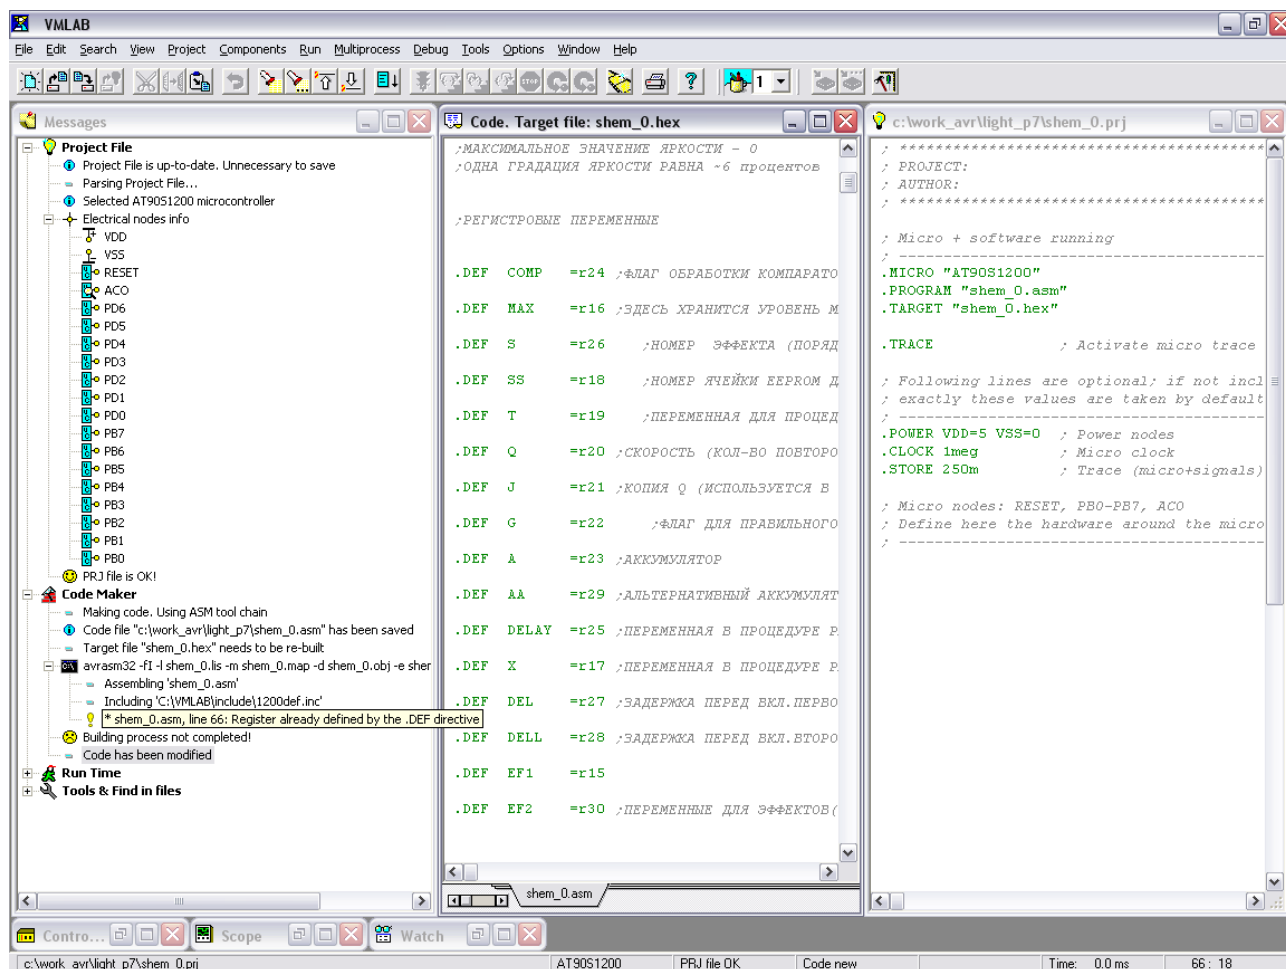 VMLAB
File Edit Search View Project Components Run Multiprocess Debug Tools Options Window Help
1
Messages
Project File
Project File is up-to-date. Unnecessary to save
Parsing Project File...
Selected AT90S1200 microcontroller
Electrical nodes info
VDD
VSS
RESET
ACO
PD6
PD5
PD4
PD3
PD2
PD1
PD0
PB7
PB6
PB5
PB4
PB3
PB2
PB1
PB0
PRJ file is OK!
Code Maker
Making code. Using ASM tool chain
Code file "c:\work_avr\light_p7\shem_0.asm" has been saved
Target file "shem_0.hex" needs to be re-built
avrasm32 -fI -l shem_0.lis -m shem_0.map -d shem_0.obj -e sher
Assembling 'shem_0.asm'
Including 'C:\VMLAB\include\1200def.inc'
* shem_0.asm, line 66: Register already defined by the .DEF directive
Building process not completed!
Code has been modified
Run Time
Tools & Find in files
Code. Target file: shem_0.hex
;МАКСИМАЛЬНОЕ ЗНАЧЕНИЕ ЯРКОСТИ - 0
;ОДНА ГРАДАЦИЯ ЯРКОСТИ РАВНА ~6 процентов
;РЕГИСТРОВЫЕ ПЕРЕМЕННЫЕ
.DEF COMP =r24 ;ФЛАГ ОБРАБОТКИ КОМПАРАТО
.DEF MAX =r16 ;ЗДЕСЬ ХРАНИТСЯ УРОВЕНЬ М
.DEF S =r26 ;НОМЕР ЭФФЕКТА (ПОРЯД
.DEF SS =r18 ;НОМЕР ЯЧЕЙКИ EEPROM Д
.DEF T =r19 ;ПЕРЕМЕННАЯ ДЛЯ ПРОЦЕД
.DEF Q =r20 ;СКОРОСТЬ (КОЛ-ВО ПОВТОРО
.DEF J =r21 ;КОПИЯ Q (ИСПОЛЬЗУЕТСЯ В
.DEF G =r22 ;ФЛАГ ДЛЯ ПРАВИЛЬНОГО
.DEF A =r23 ;АККУМУЛЯТОР
.DEF AA =r29 ;АЛЬТЕРНАТИВНЫЙ АККУМУЛЯТ
.DEF DELAY =r25 ;ПЕРЕМЕННАЯ В ПРОЦЕДУРЕ Р
.DEF X =r17 ;ПЕРЕМЕННАЯ В ПРОЦЕДУРЕ Р
.DEF DEL =r27 ;ЗАДЕРЖКА ПЕРЕД ВКЛ.ПЕРВО
.DEF DELL =r28 ;ЗАДЕРЖКА ПЕРЕД ВКЛ.ВТОРО
.DEF EF1 =r15
.DEF EF2 =r30 ;ПЕРЕМЕННЫЕ ДЛЯ ЭФФЕКТОВ(
shem_0.asm
c:\work_avr\light_p7\shem_0.prj
; *****************************************
; PROJECT:
; AUTHOR:
; *****************************************
; Micro + software running
; -----------------------------------------
.MICRO "AT90S1200"
.PROGRAM "shem_0.asm"
.TARGET "shem_0.hex"
.TRACE ; Activate micro trace
; Following lines are optional; if not incl
; exactly these values are taken by default
; -----------------------------------------
.POWER VDD=5 VSS=0 ; Power nodes
.CLOCK 1meg ; Micro clock
.STORE 250m ; Trace (micro+signals)
; Micro nodes: RESET, PB0-PB7, ACO
; Define here the hardware around the micro
; -----------------------------------------
Contro... Scope Watch
c:\work_avr\light_p7\shem_0.prj AT90S1200 PRJ file OK Code new Time: 0.0 ms 66 : 18